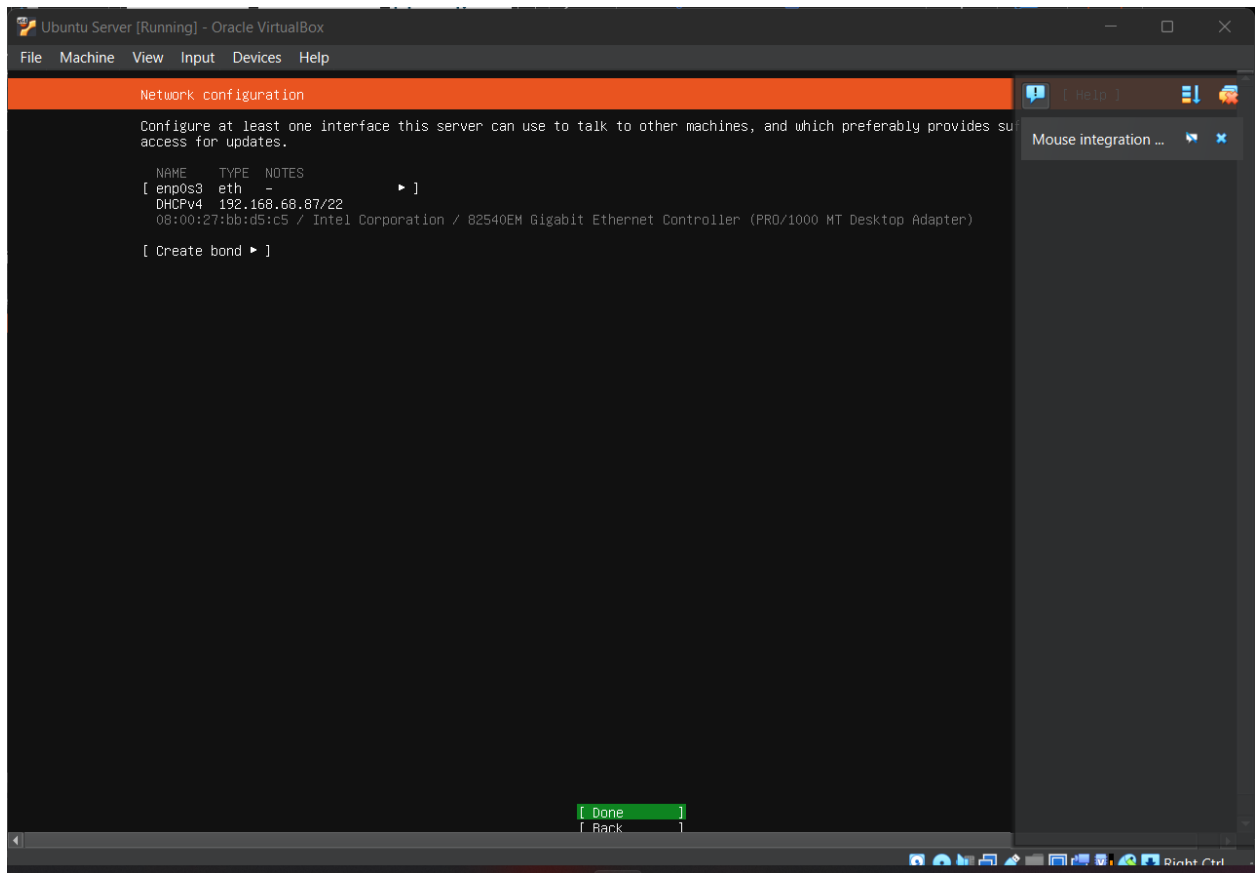 Ubuntu Server [Running] - Oracle VirtualBox
File Machine View Input Devices Help
Network configuration
[ Help ]
Configure at least one interface this server can use to talk to other machines, and which preferably provides
access for updates.
Mouse integration ...
NAME TYPE NOTES
[ enp0s3 eth - ▸ ]
DHCPv4 192.168.68.87/22
08:00:27:bb:d5:c5 / Intel Corporation / 82540EM Gigabit Ethernet Controller (PRO/1000 MT Desktop Adapter)
[ Create bond ▸ ]
[ Done ]
[ Back ]
Right Ctrl